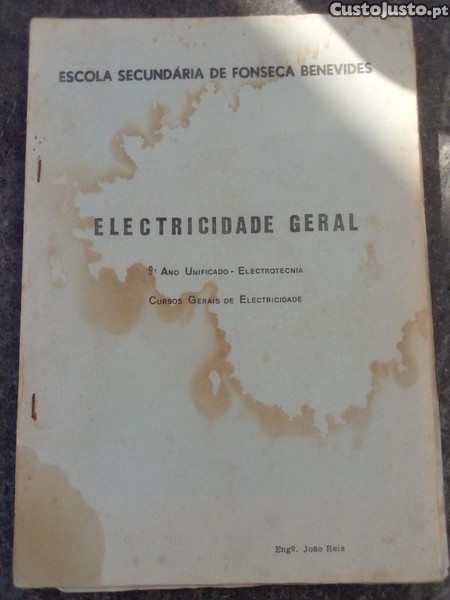 CustoJusto.pt
ESCOLA SECUNDÁRIA DE FONSECA BENEVIDES
ELECTRICIDADE GERAL
9º ANO UNIFICADO - ELECTROTECNIA
CURSOS GERAIS DE ELECTRICIDADE
Engº. João Reis